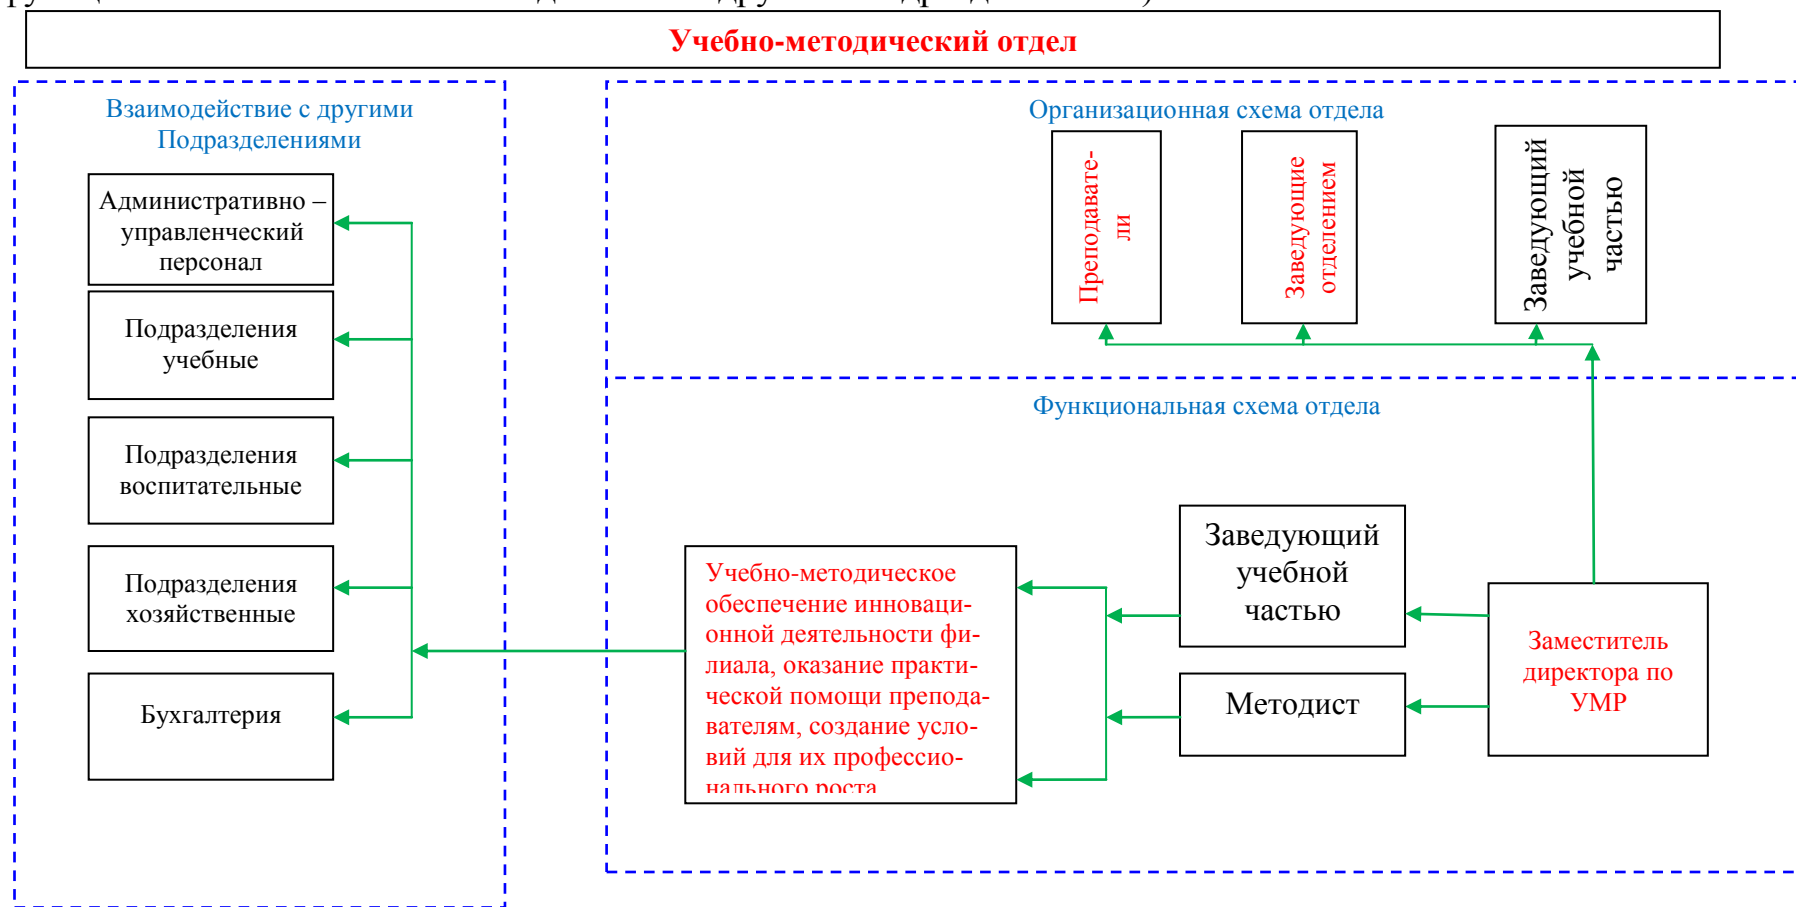 Учебно-методический отдел
Взаимодействие с другими
Подразделениями
Административно –
управленческий
персонал
Подразделения
учебные
Подразделения
воспитательные
Подразделения
хозяйственные
Бухгалтерия
Организационная схема отдела
Преподавате-
ли
Заведующие
отделением
Заведующий
учебной
частью
Функциональная схема отдела
Учебно-методическое
обеспечение инноваци-
онной деятельности фи-
лиала, оказание практи-
ческой помощи препода-
вателям, создание усло-
вий для их профессио-
нального роста
Заведующий
учебной
частью
Методист
Заместитель
директора по
УМР